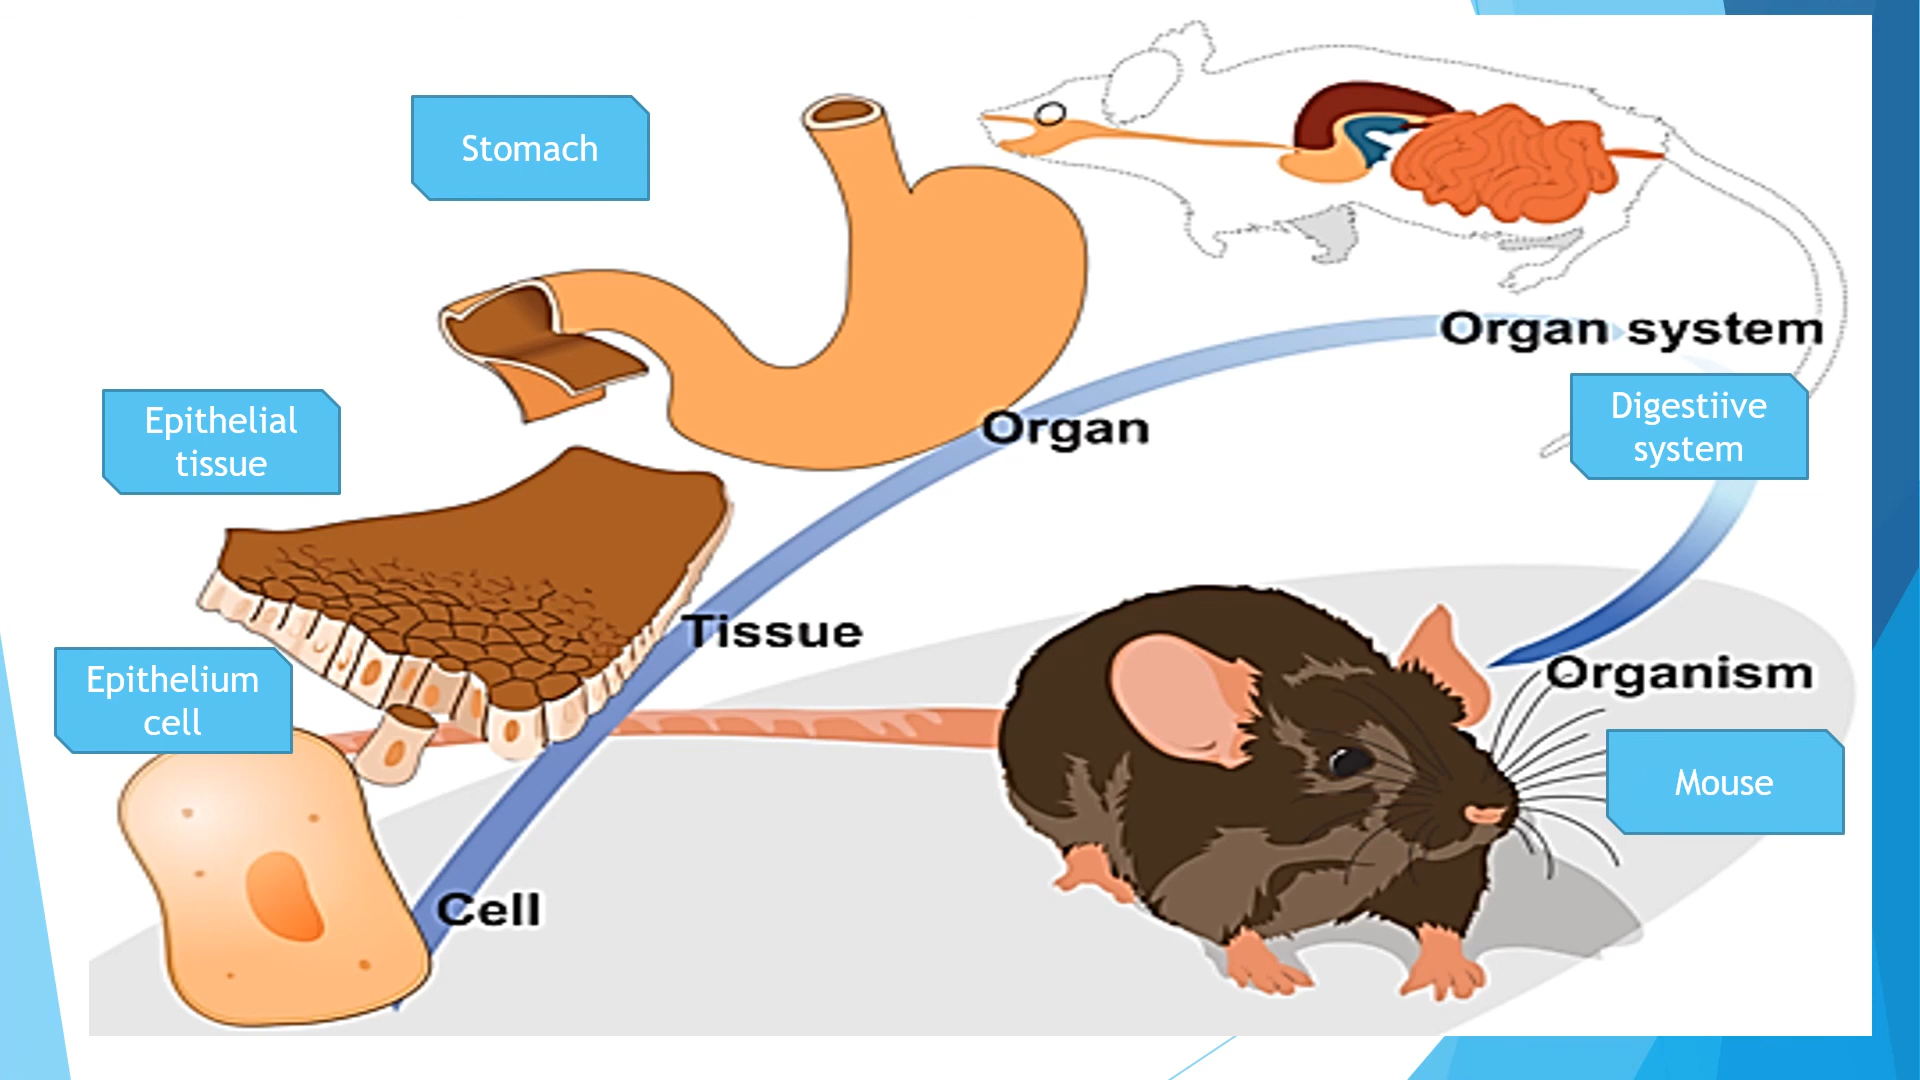 Stomach
Organ system
Epithelial
tissue
Organ
Digestiive
system
Tissue
Epithelium
cell
Organism
Mouse
Cell